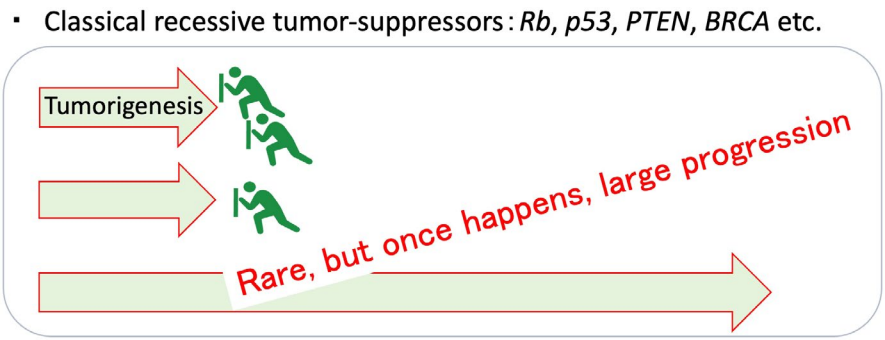 ▪ Classical recessive tumor-suppressors：Rb, p53, PTEN, BRCA etc.
Tumorigenesis
Rare, but once happens, large progression